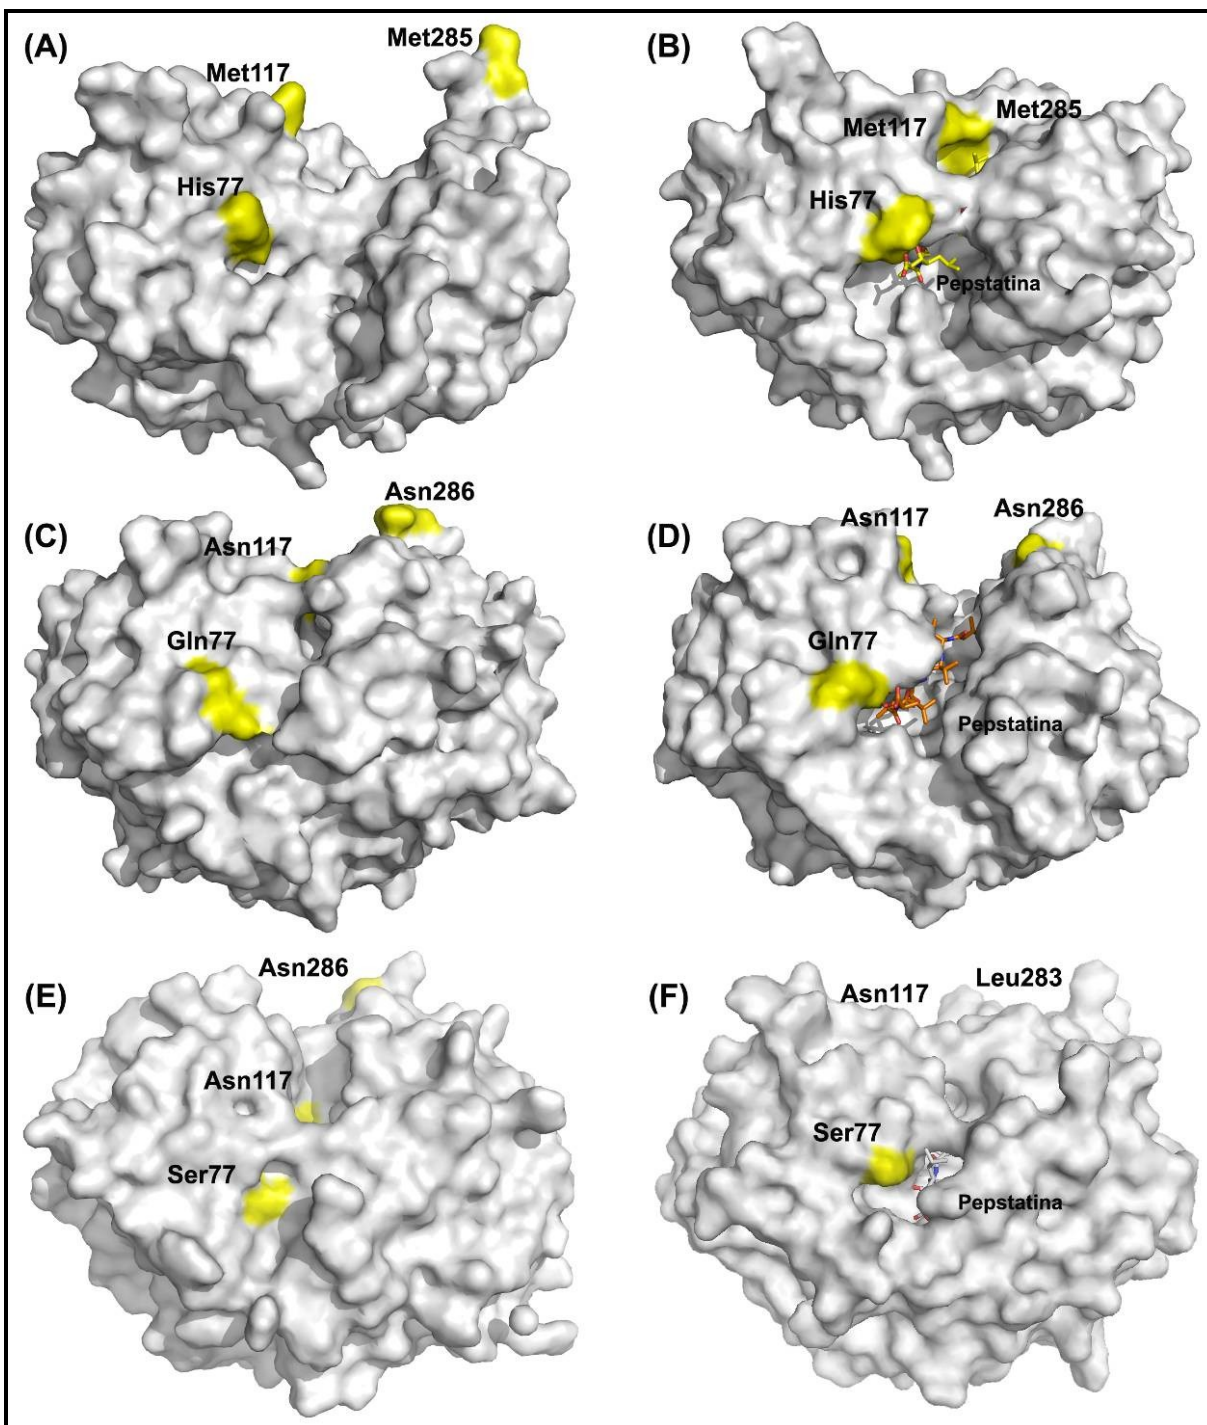 (A)
Met117
Met285
His77
(B)
Met117
Met285
His77
Pepstatina
(C)
Asn117
Asn286
Gln77
(D)
Asn117
Asn286
Gln77
Pepstatina
(E)
Asn286
Asn117
Ser77
(F)
Asn117
Leu283
Ser77
Pepstatina